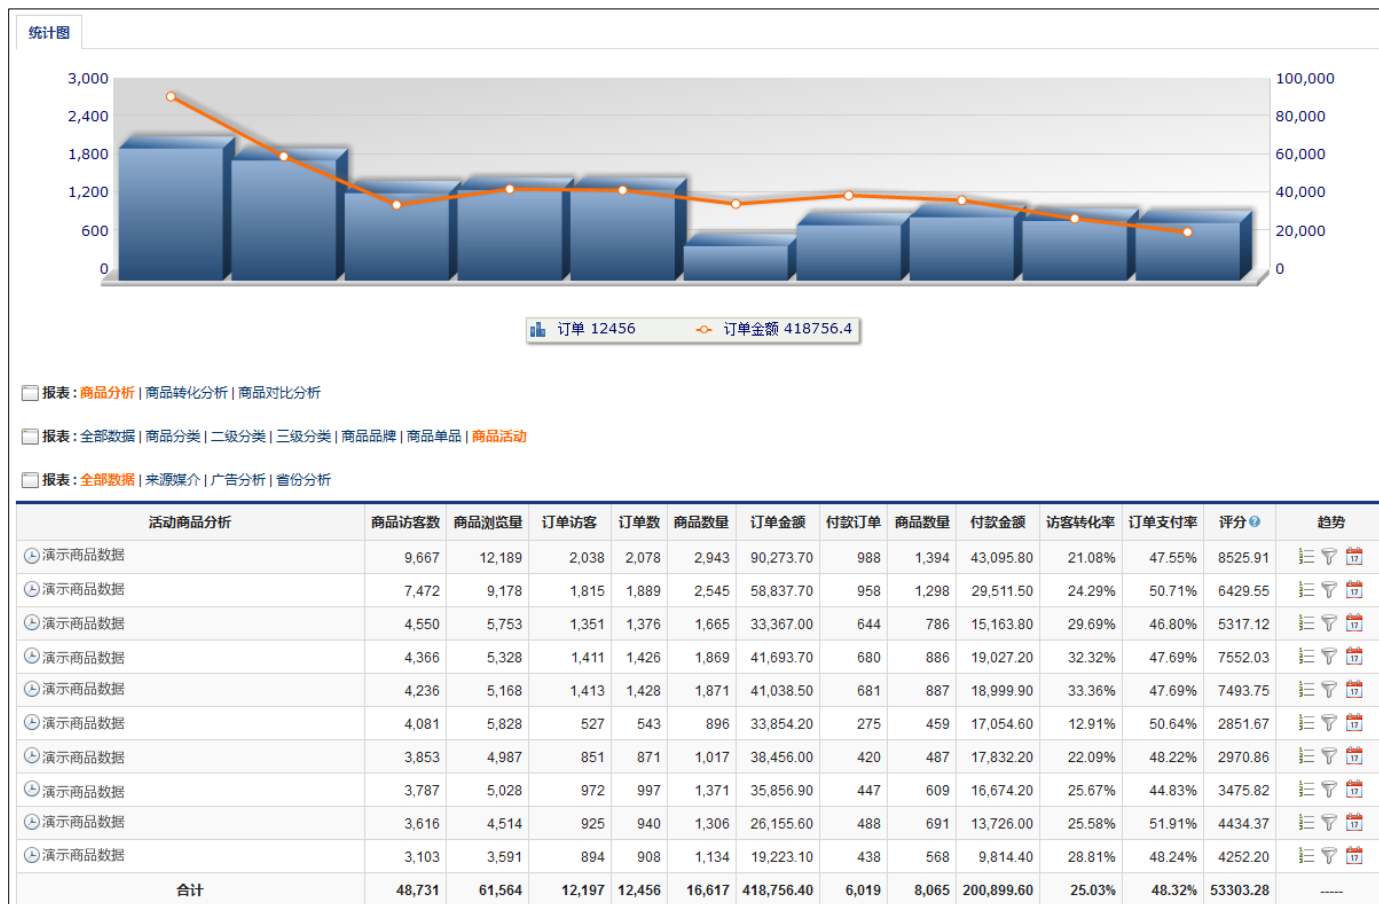 统计图
3,000 100,000
2,400 80,000
1,800 60,000
1,200 40,000
600 20,000
0 0
订单 12456 订单金额 418756.4
报表 : 商品分析 | 商品转化分析 | 商品对比分析
报表 : 全部数据 | 商品分类 | 二级分类 | 三级分类 | 商品品牌 | 商品单品 | 商品活动
报表 : 全部数据 | 来源媒介 | 广告分析 | 省份分析
活动商品分析 商品访客数 商品浏览量 订单访客 订单数 商品数量 订单金额 付款订单 商品数量 付款金额 访客转化率 订单支付率 评分 ? 趋势
演示商品数据 9,667 12,189 2,038 2,078 2,943 90,273.70 988 1,394 43,095.80 21.08% 47.55% 8525.91 17
演示商品数据 7,472 9,178 1,815 1,889 2,545 58,837.70 958 1,298 29,511.50 24.29% 50.71% 6429.55 17
演示商品数据 4,550 5,753 1,351 1,376 1,665 33,367.00 644 786 15,163.80 29.69% 46.80% 5317.12 17
演示商品数据 4,366 5,328 1,411 1,426 1,869 41,693.70 680 886 19,027.20 32.32% 47.69% 7552.03 17
演示商品数据 4,236 5,168 1,413 1,428 1,871 41,038.50 681 887 18,999.90 33.36% 47.69% 7493.75 17
演示商品数据 4,081 5,828 527 543 896 33,854.20 275 459 17,054.60 12.91% 50.64% 2851.67 17
演示商品数据 3,853 4,987 851 871 1,017 38,456.00 420 487 17,832.20 22.09% 48.22% 2970.86 17
演示商品数据 3,787 5,028 972 997 1,371 35,856.90 447 609 16,674.20 25.67% 44.83% 3475.82 17
演示商品数据 3,616 4,514 925 940 1,306 26,155.60 488 691 13,726.00 25.58% 51.91% 4434.37 17
演示商品数据 3,103 3,591 894 908 1,134 19,223.10 438 568 9,814.40 28.81% 48.24% 4252.20 17
合计 48,731 61,564 12,197 12,456 16,617 418,756.40 6,019 8,065 200,899.60 25.03% 48.32% 53303.28 -----